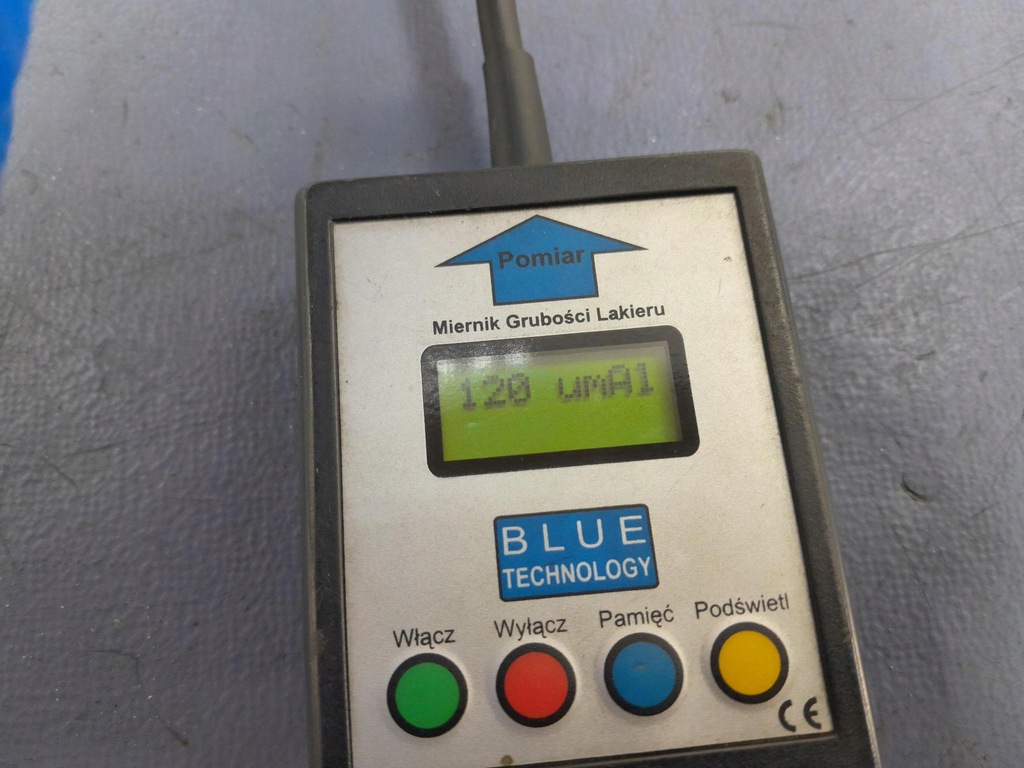 Pomiar
Miernik Grubości Lakieru
120 umAl
BLUE
TECHNOLOGY
Włącz Wyłącz Pamięć Podświetl
CE